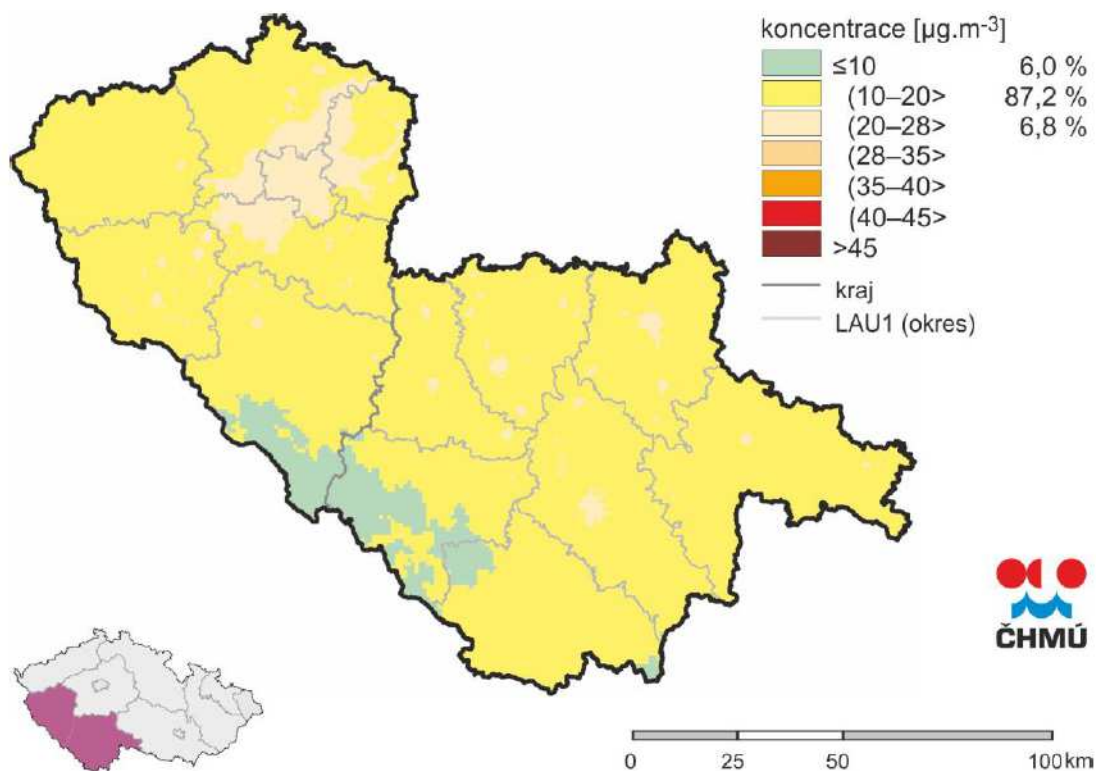 koncentrace [µg.m-3]
≤10 6,0 %
(10–20> 87,2 %
(20–28> 6,8 %
(28–35>
(35–40>
(40–45>
>45
kraj
LAU1 (okres)
ČHMÚ
0 25 50 100 km